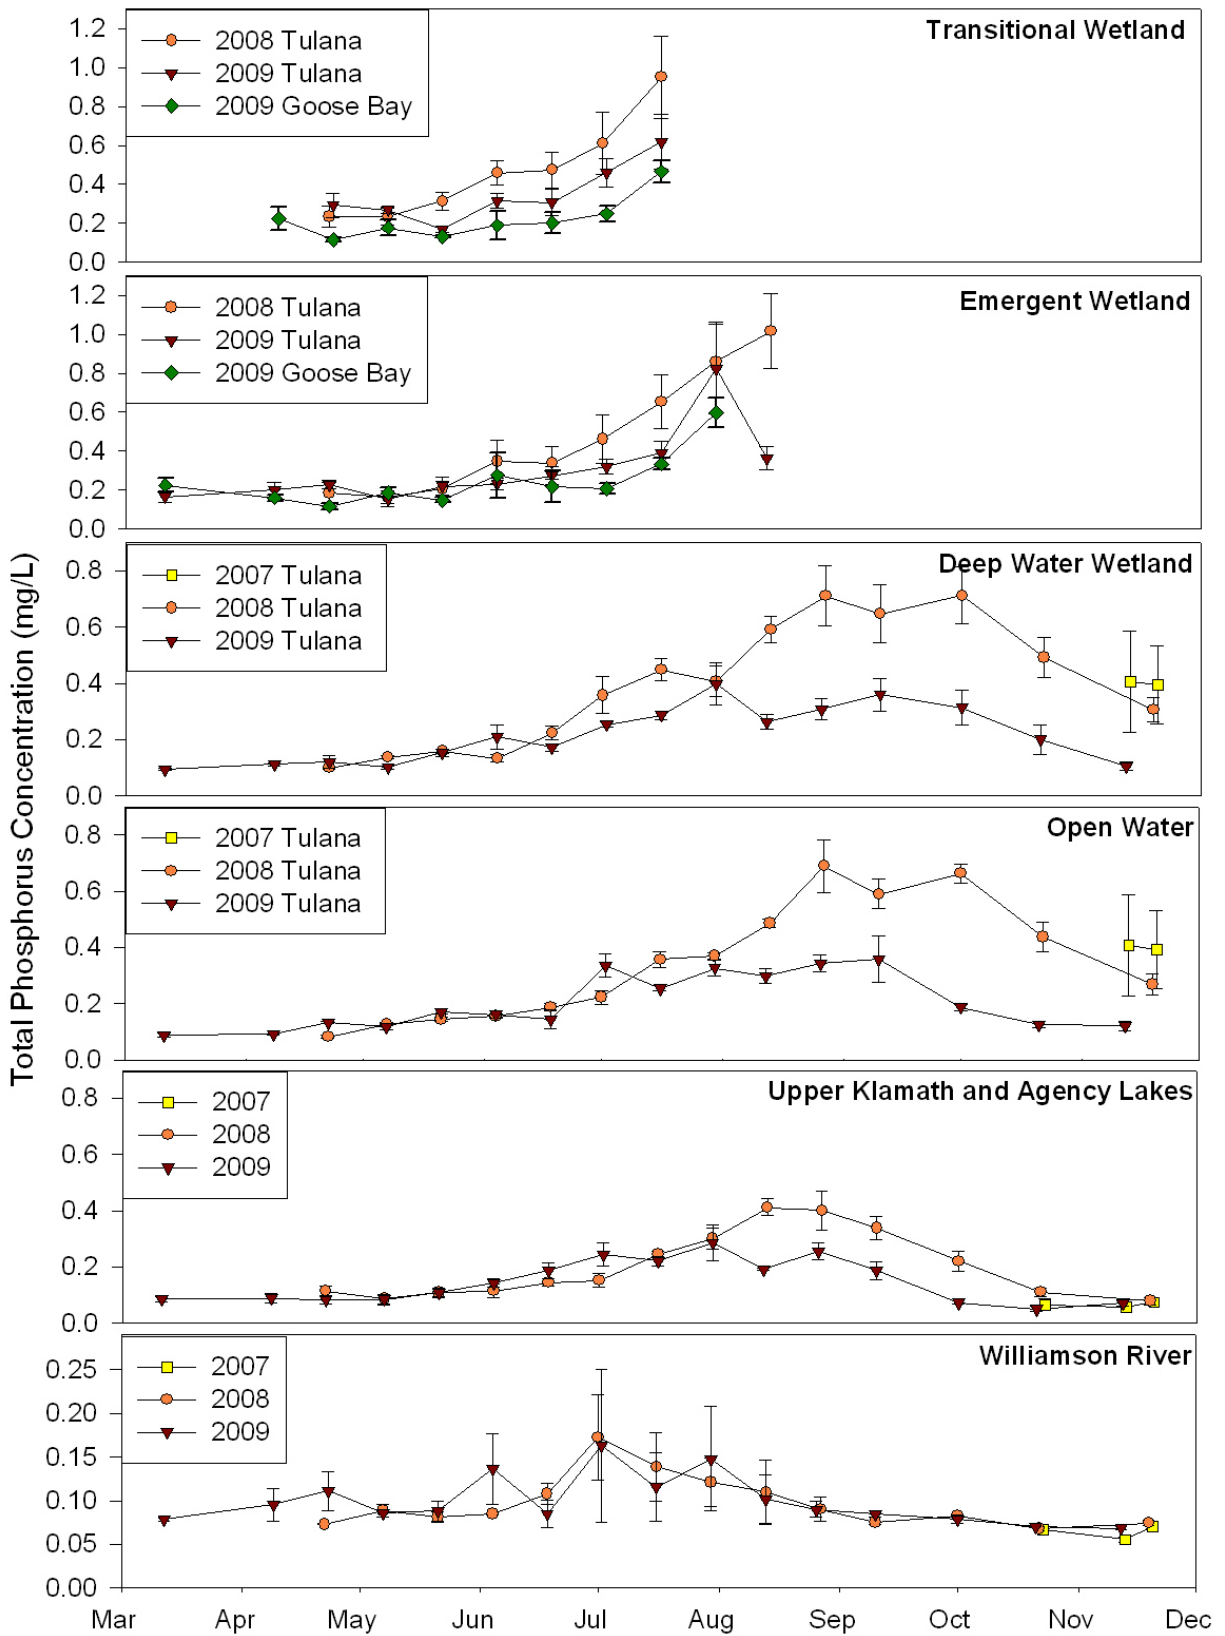 Total Phosphorus Concentration (mg/L)
Transitional Wetland
2008 Tulana
2009 Tulana
2009 Goose Bay
1.2
1.0
0.8
0.6
0.4
0.2
0.0
Emergent Wetland
2008 Tulana
2009 Tulana
2009 Goose Bay
1.2
1.0
0.8
0.6
0.4
0.2
0.0
Deep Water Wetland
2007 Tulana
2008 Tulana
2009 Tulana
0.8
0.6
0.4
0.2
0.0
Open Water
2007 Tulana
2008 Tulana
2009 Tulana
0.8
0.6
0.4
0.2
0.0
Upper Klamath and Agency Lakes
2007
2008
2009
0.8
0.6
0.4
0.2
0.0
Williamson River
2007
2008
2009
0.25
0.20
0.15
0.10
0.05
0.00
Mar Apr May Jun Jul Aug Sep Oct Nov Dec